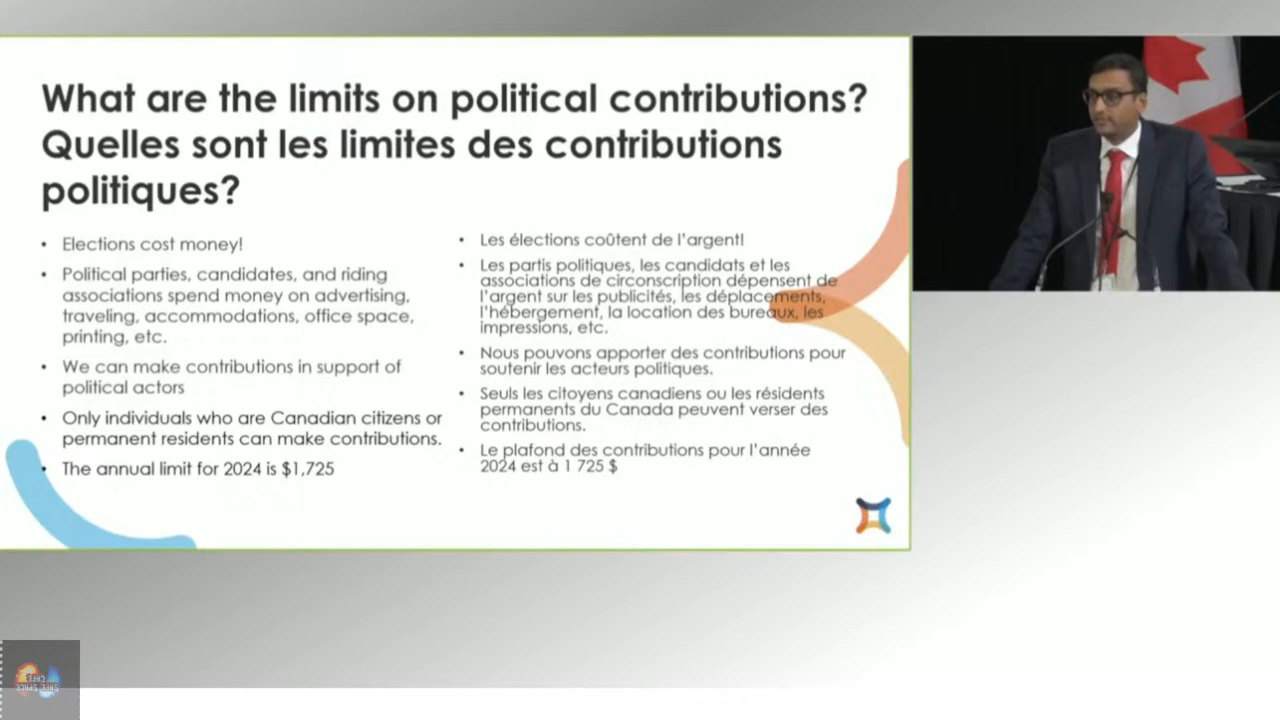 What are the limits on political contributions?
Quelles sont les limites des contributions
politiques?
• Elections cost money!
• Political parties, candidates, and riding
associations spend money on advertising,
traveling, accommodations, office space,
printing, etc.
• We can make contributions in support of
political actors
• Only individuals who are Canadian citizens or
permanent residents can make contributions.
• The annual limit for 2024 is $1,725
• Les élections coûtent de l'argent!
• Les partis politiques, les candidats et les
associations de circonscription dépensent de
l'argent sur les publicités, les déplacements,
l'hébergement, la location des bureaux, les
impressions, etc.
• Nous pouvons apporter des contributions pour
soutenir les acteurs politiques.
• Seuls les citoyens canadiens ou les résidents
permanents du Canada peuvent verser des
contributions.
• Le plafond des contributions pour l'année
2024 est à 1 725 $